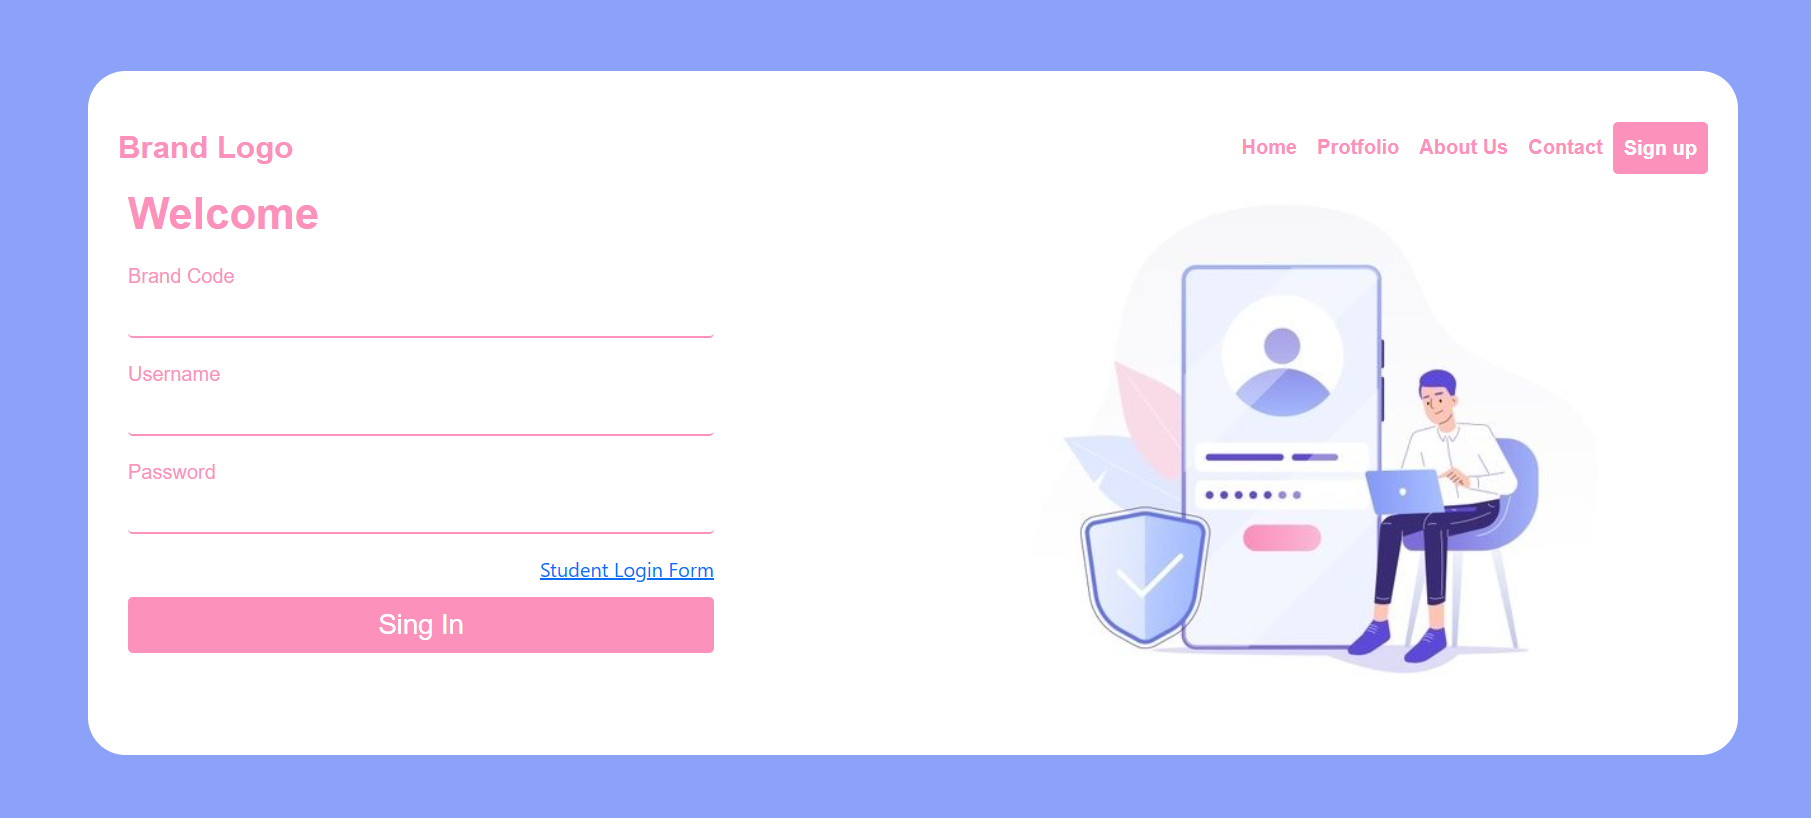 Brand Logo
Home Protfolio About Us Contact Sign up
Welcome
Brand Code
Username
Password
Student Login Form
Sing In